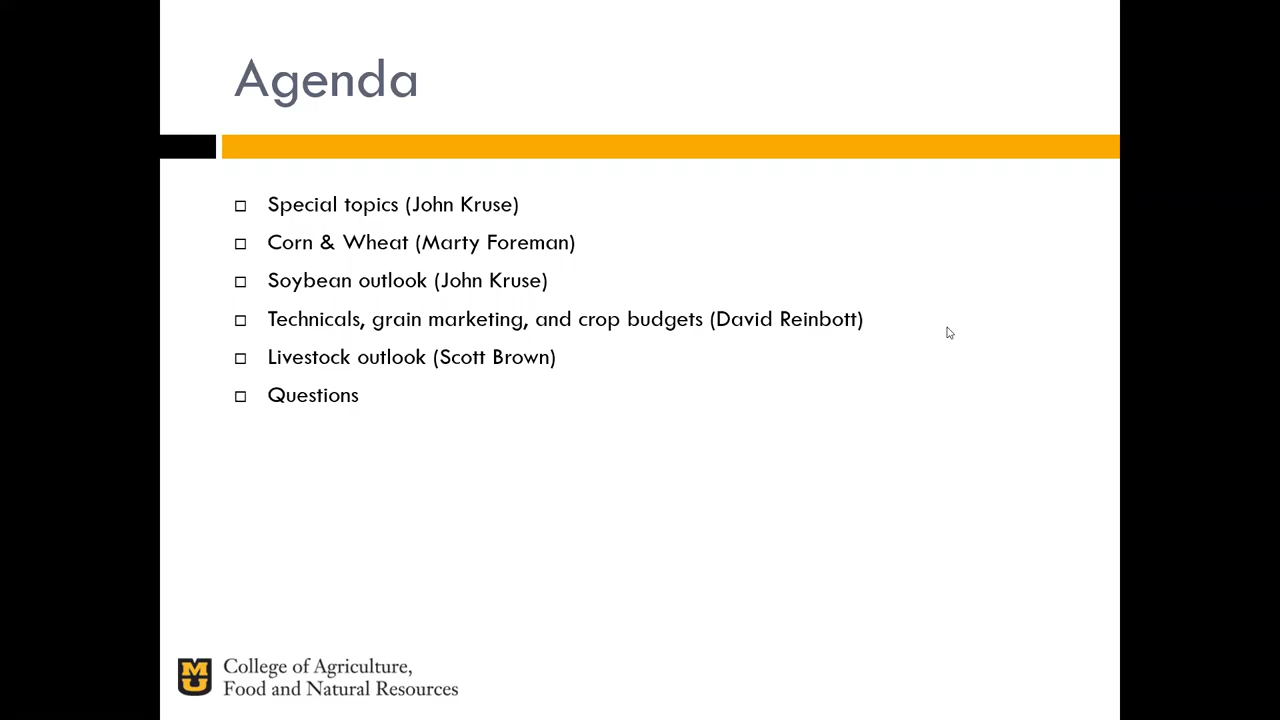 Agenda
Special topics (John Kruse)
Corn & Wheat (Marty Foreman)
Soybean outlook (John Kruse)
Technicals, grain marketing, and crop budgets (David Reinbott)
Livestock outlook (Scott Brown)
Questions
MU
College of Agriculture,
Food and Natural Resources